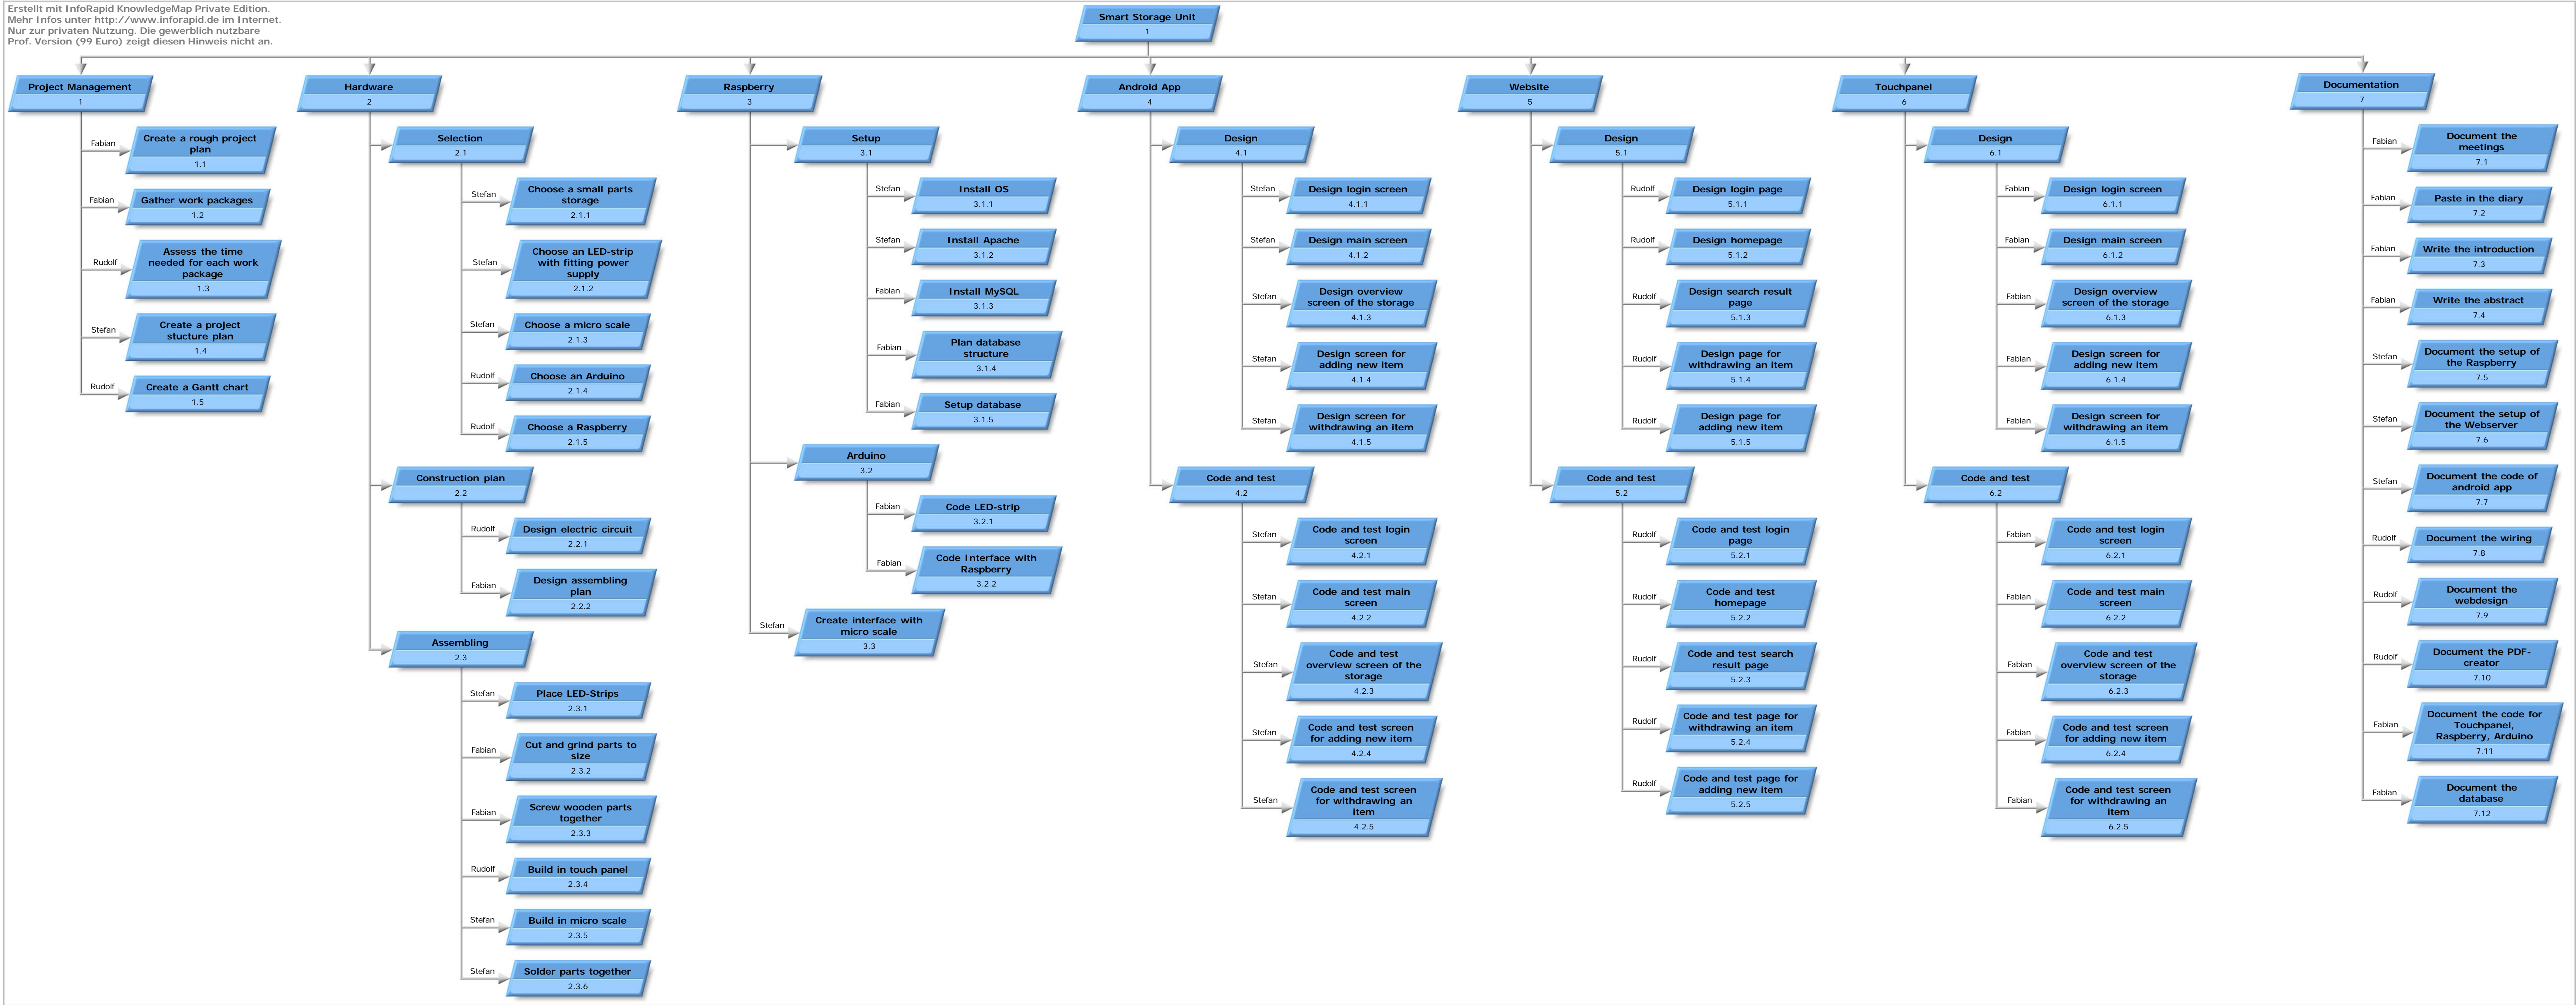 Erstellt mit InfoRapid KnowledgeMap Private Edition.
Mehr Infos unter http://www.inforapid.de im Internet.
Nur zur privaten Nutzung. Die gewerblich nutzbare
Prof. Version (99 Euro) zeigt diesen Hinweis nicht an.
Smart Storage Unit
1
Project Management
1
Fabian
Create a rough project
plan
1.1
Fabian
Gather work packages
1.2
Rudolf
Assess the time
needed for each work
package
1.3
Stefan
Create a project
stucture plan
1.4
Rudolf
Create a Gantt chart
1.5
Hardware
2
Selection
2.1
Stefan
Choose a small parts
storage
2.1.1
Stefan
Choose an LED-strip
with fitting power
supply
2.1.2
Stefan
Choose a micro scale
2.1.3
Rudolf
Choose an Arduino
2.1.4
Rudolf
Choose a Raspberry
2.1.5
Construction plan
2.2
Rudolf
Design electric circuit
2.2.1
Fabian
Design assembling
plan
2.2.2
Assembling
2.3
Stefan
Place LED-Strips
2.3.1
Fabian
Cut and grind parts to
size
2.3.2
Fabian
Screw wooden parts
together
2.3.3
Rudolf
Build in touch panel
2.3.4
Stefan
Build in micro scale
2.3.5
Stefan
Solder parts together
2.3.6
Raspberry
3
Setup
3.1
Stefan
Install OS
3.1.1
Stefan
Install Apache
3.1.2
Fabian
Install MySQL
3.1.3
Fabian
Plan database
structure
3.1.4
Fabian
Setup database
3.1.5
Arduino
3.2
Fabian
Code LED-strip
3.2.1
Fabian
Code Interface with
Raspberry
3.2.2
Stefan
Create interface with
micro scale
3.3
Android App
4
Design
4.1
Stefan
Design login screen
4.1.1
Stefan
Design main screen
4.1.2
Stefan
Design overview
screen of the storage
4.1.3
Stefan
Design screen for
adding new item
4.1.4
Stefan
Design screen for
withdrawing an item
4.1.5
Code and test
4.2
Stefan
Code and test login
screen
4.2.1
Stefan
Code and test main
screen
4.2.2
Stefan
Code and test
overview screen of the
storage
4.2.3
Stefan
Code and test screen
for adding new item
4.2.4
Stefan
Code and test screen
for withdrawing an
item
4.2.5
Website
5
Design
5.1
Rudolf
Design login page
5.1.1
Rudolf
Design homepage
5.1.2
Rudolf
Design search result
page
5.1.3
Rudolf
Design page for
withdrawing an item
5.1.4
Rudolf
Design page for
adding new item
5.1.5
Code and test
5.2
Rudolf
Code and test login
page
5.2.1
Rudolf
Code and test
homepage
5.2.2
Rudolf
Code and test search
result page
5.2.3
Rudolf
Code and test page for
withdrawing an item
5.2.4
Rudolf
Code and test page for
adding new item
5.2.5
Touchpanel
6
Design
6.1
Fabian
Design login screen
6.1.1
Fabian
Design main screen
6.1.2
Fabian
Design overview
screen of the storage
6.1.3
Fabian
Design screen for
adding new item
6.1.4
Fabian
Design screen for
withdrawing an item
6.1.5
Code and test
6.2
Fabian
Code and test login
screen
6.2.1
Fabian
Code and test main
screen
6.2.2
Fabian
Code and test
overview screen of the
storage
6.2.3
Fabian
Code and test screen
for adding new item
6.2.4
Fabian
Code and test screen
for withdrawing an
item
6.2.5
Documentation
7
Fabian
Document the
meetings
7.1
Fabian
Paste in the diary
7.2
Fabian
Write the introduction
7.3
Fabian
Write the abstract
7.4
Stefan
Document the setup of
the Raspberry
7.5
Stefan
Document the setup of
the Webserver
7.6
Stefan
Document the code of
android app
7.7
Rudolf
Document the wiring
7.8
Rudolf
Document the
webdesign
7.9
Rudolf
Document the PDF-
creator
7.10
Fabian
Document the code for
Touchpanel,
Raspberry, Arduino
7.11
Fabian
Document the
database
7.12